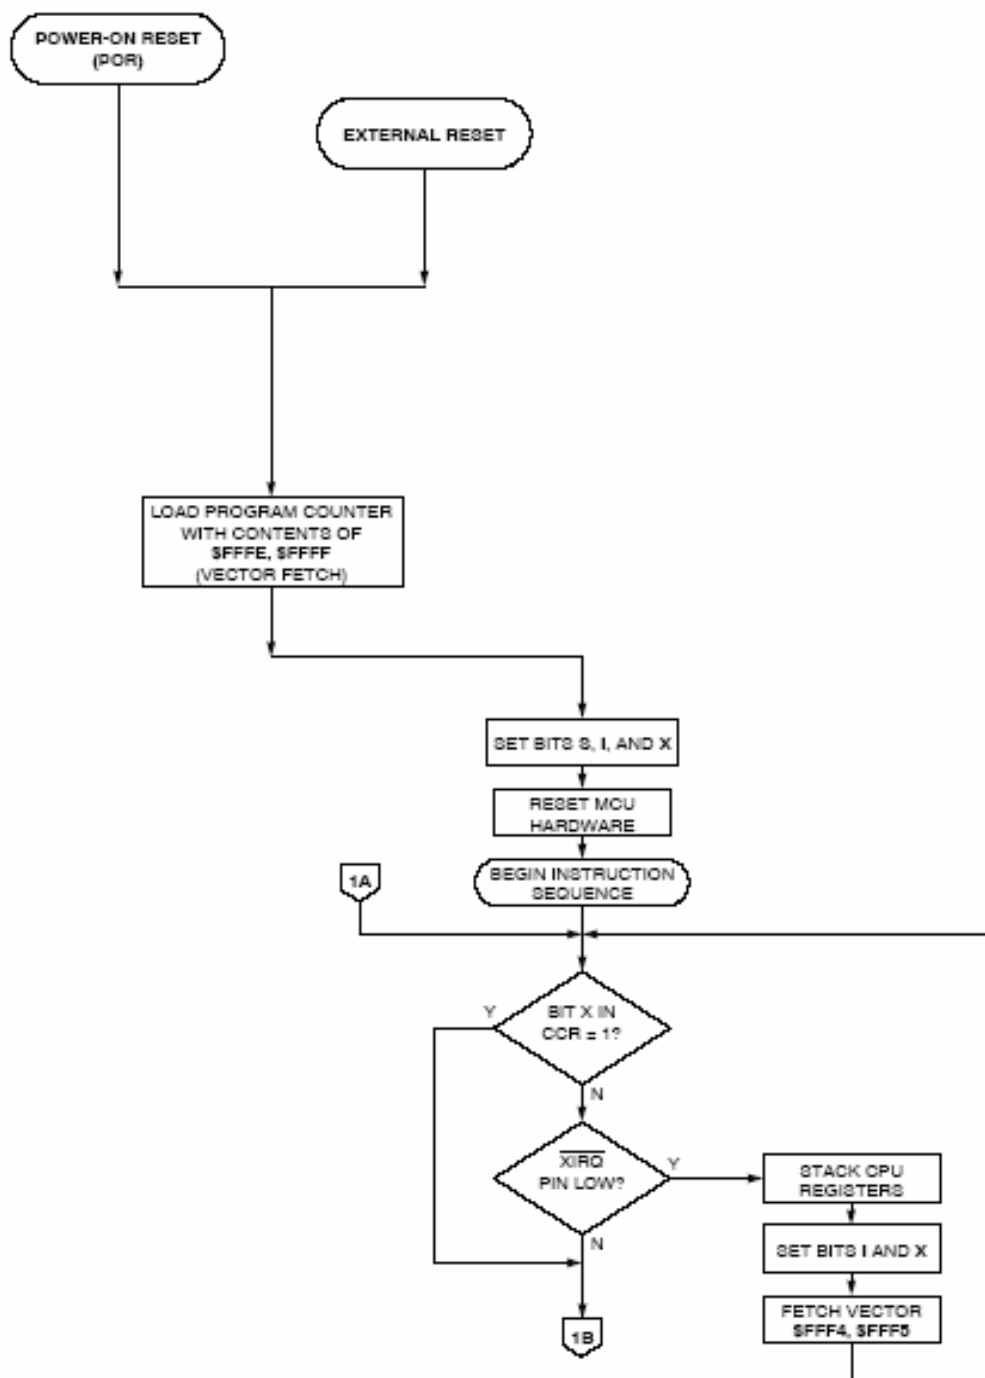 POWER-ON RESET
(POR)
EXTERNAL RESET
LOAD PROGRAM COUNTER
WITH CONTENTS OF
$FFFE, $FFFF
(VECTOR FETCH)
SET BITS S, I, AND X
RESET MCU
HARDWARE
BEGIN INSTRUCTION
SEQUENCE
1A
BIT X IN
CCR = 1?
Y
N
XIRQ
PIN LOW?
Y
N
STACK CPU
REGISTERS
SET BITS I AND X
FETCH VECTOR
$FFF4, $FFF5
1B